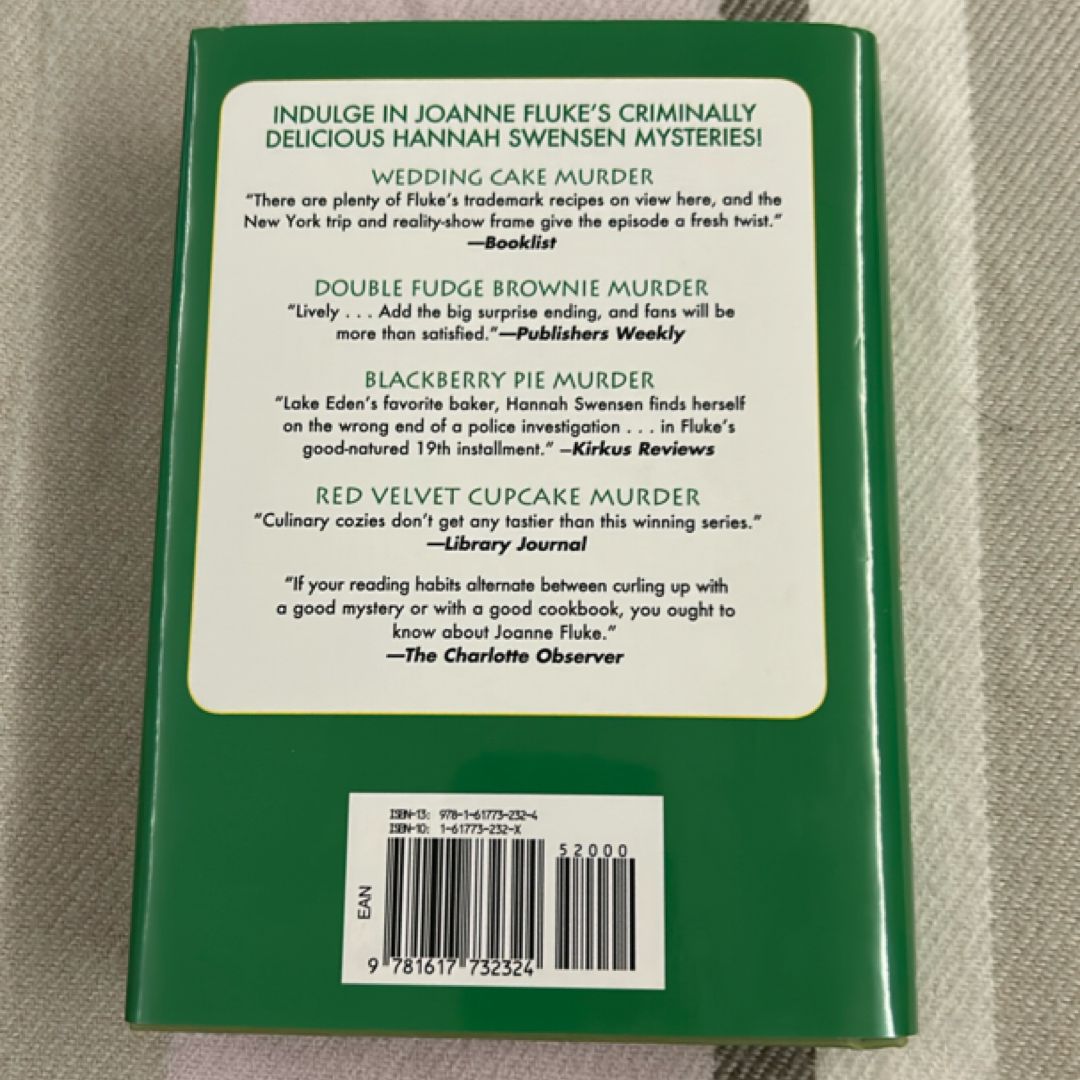 INDULGE IN JOANNE FLUKE'S CRIMINALLY
DELICIOUS HANNAH SWENSEN MYSTERIES!
WEDDING CAKE MURDER
"There are plenty of Fluke's trademark recipes on view here, and the
New York trip and reality-show frame give the episode a fresh twist."
—Booklist
DOUBLE FUDGE BROWNIE MURDER
"Lively . . . Add the big surprise ending, and fans will be
more than satisfied."—Publishers Weekly
BLACKBERRY PIE MURDER
"Lake Eden's favorite baker, Hannah Swensen finds herself
on the wrong end of a police investigation . . . in Fluke's
good-natured 19th installment." –Kirkus Reviews
RED VELVET CUPCAKE MURDER
"Culinary cozies don't get any tastier than this winning series."
—Library Journal
"If your reading habits alternate between curling up with
a good mystery or with a good cookbook, you ought to
know about Joanne Fluke."
—The Charlotte Observer
ISBN-13: 978-1-61773-232-4
ISBN-10: 1-61773-232-X
52000
EAN
9 781617 732324